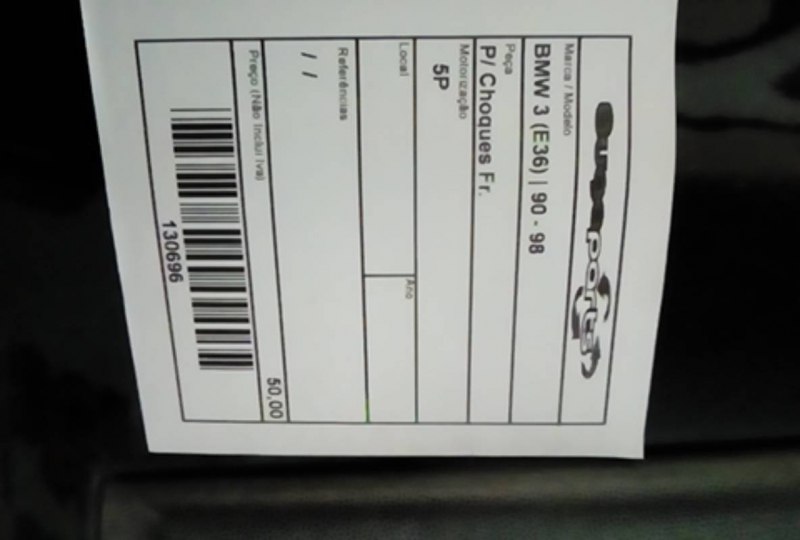 Marca / Modelo
BMW 3 (E36) | 90 - 98
Peça
P/ Choques Fr.
Motorização
5P
Local
Ano
Referências
/ /
Preço (Não Inclui Iva)
50,00
130696